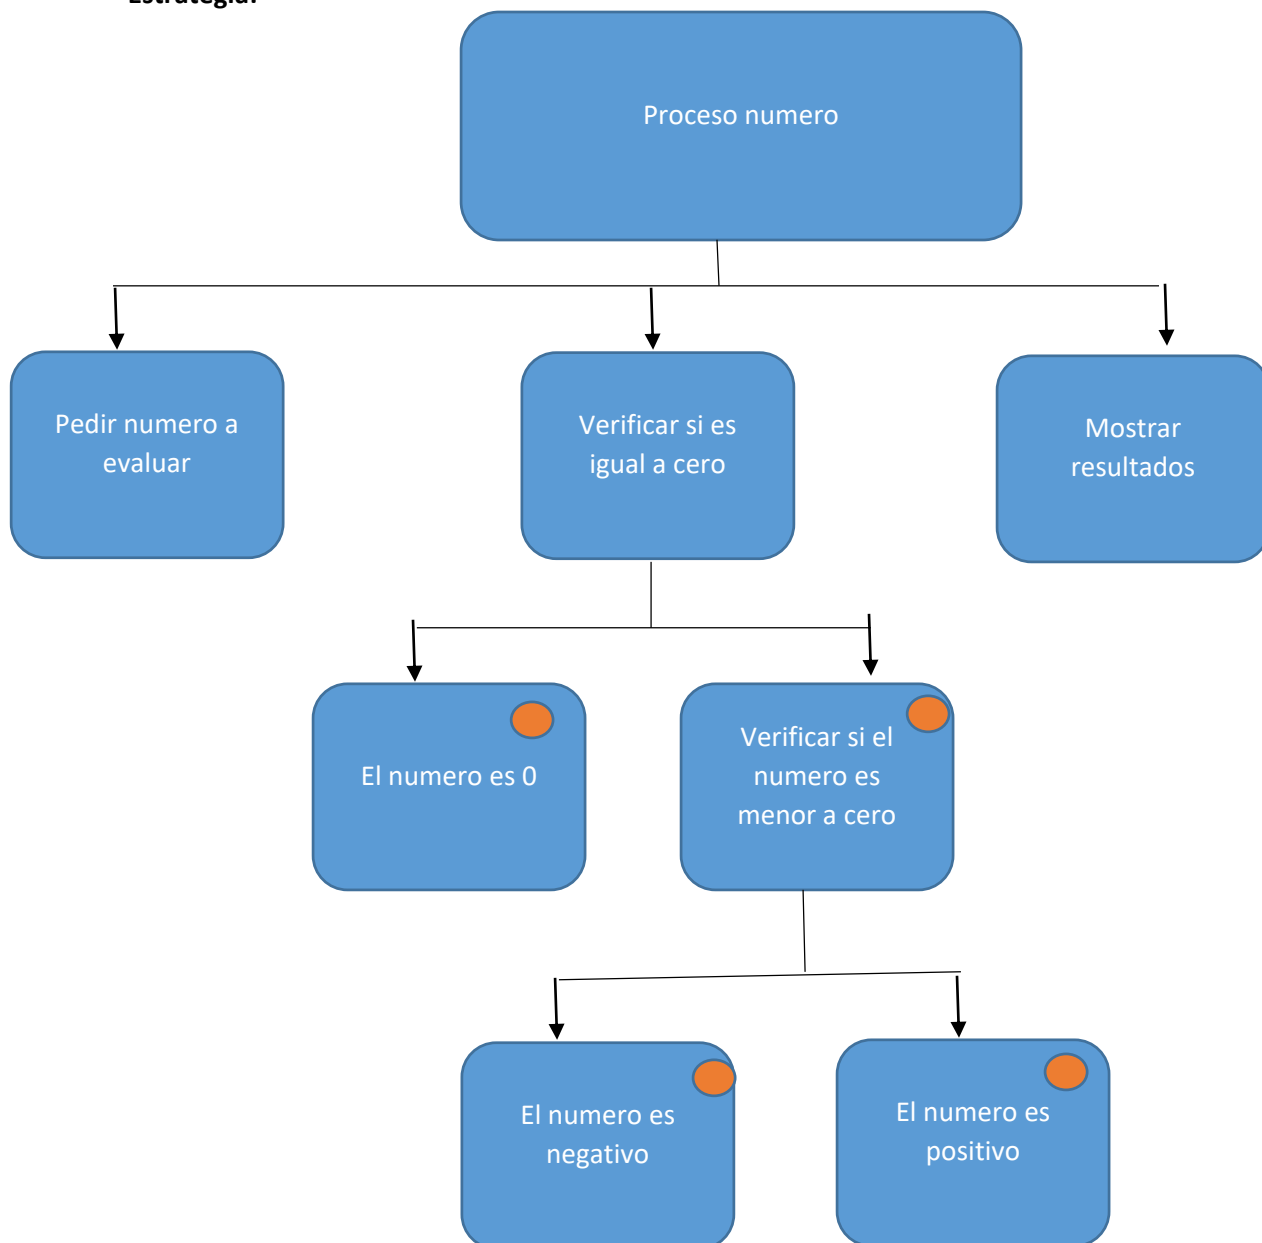 Estrategia:
Proceso numero
Pedir numero a
evaluar
Verificar si es
igual a cero
Mostrar
resultados
El numero es 0
Verificar si el
numero es
menor a cero
El numero es
negativo
El numero es
positivo